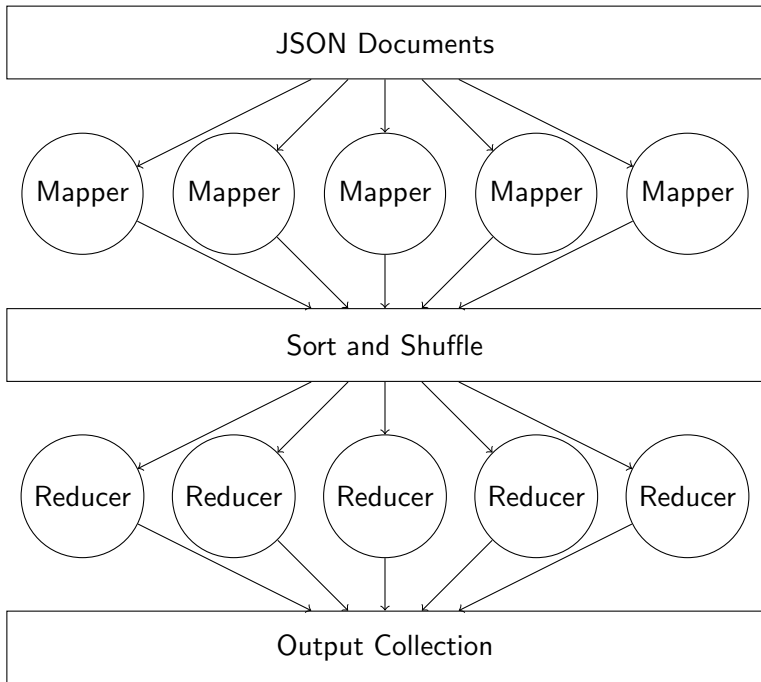 JSON Documents
Mapper Mapper Mapper Mapper Mapper
Sort and Shuffle
Reducer Reducer Reducer Reducer Reducer
Output Collection